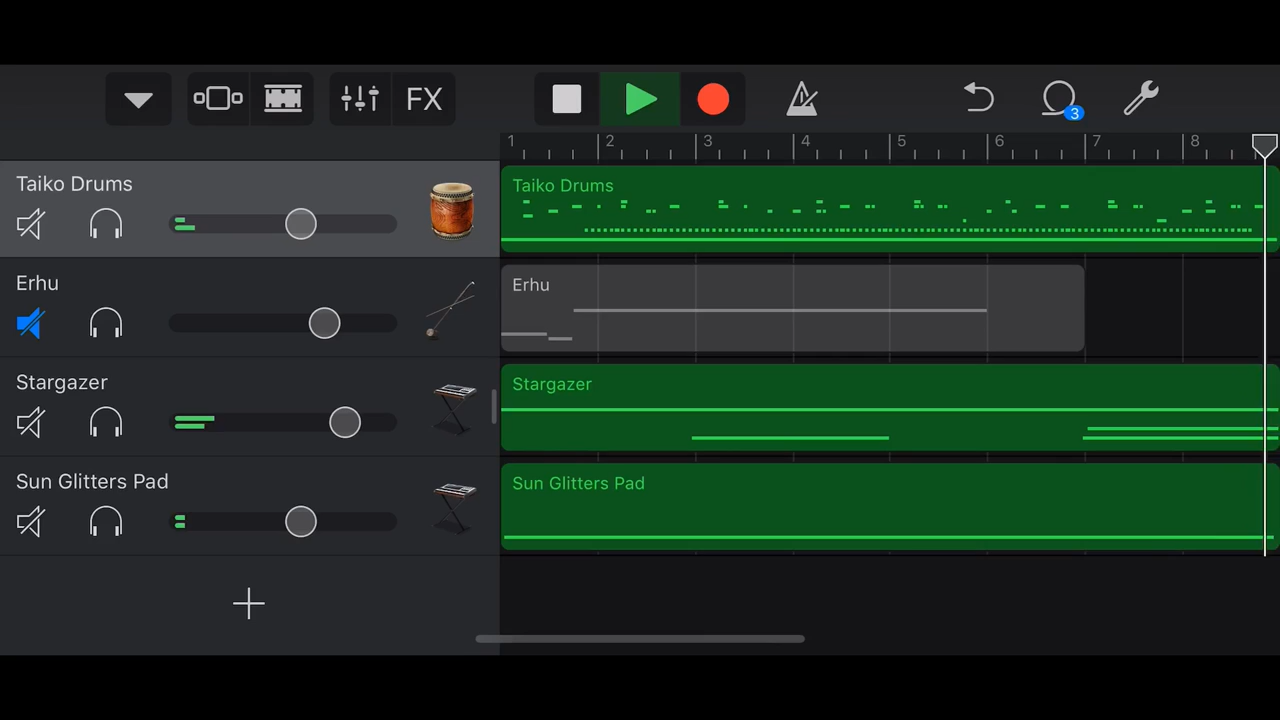 FX
3
1 2 3 4 5 6 7 8
Taiko Drums
Taiko Drums
Erhu
Erhu
Stargazer
Stargazer
Sun Glitters Pad
Sun Glitters Pad